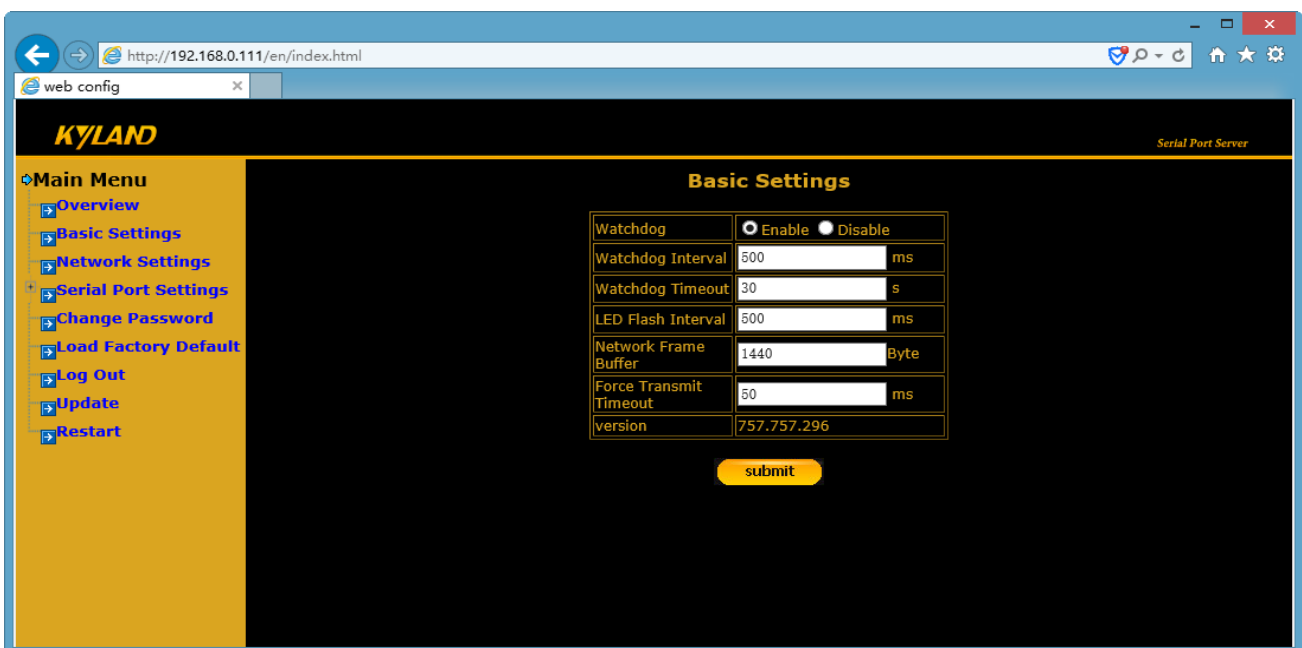 http://192.168.0.111/en/index.html
web config
KYLAND
Serial Port Server
Main Menu
Overview
Basic Settings
Network Settings
Serial Port Settings
Change Password
Load Factory Default
Log Out
Update
Restart
Basic Settings
Watchdog Enable Disable
Watchdog Interval 500 ms
Watchdog Timeout 30 s
LED Flash Interval 500 ms
Network Frame
Buffer 1440 Byte
Force Transmit
Timeout 50 ms
version 757.757.296
submit